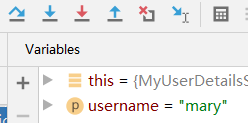 Variables
this = {MyUserDetailsS
p username = "mary"